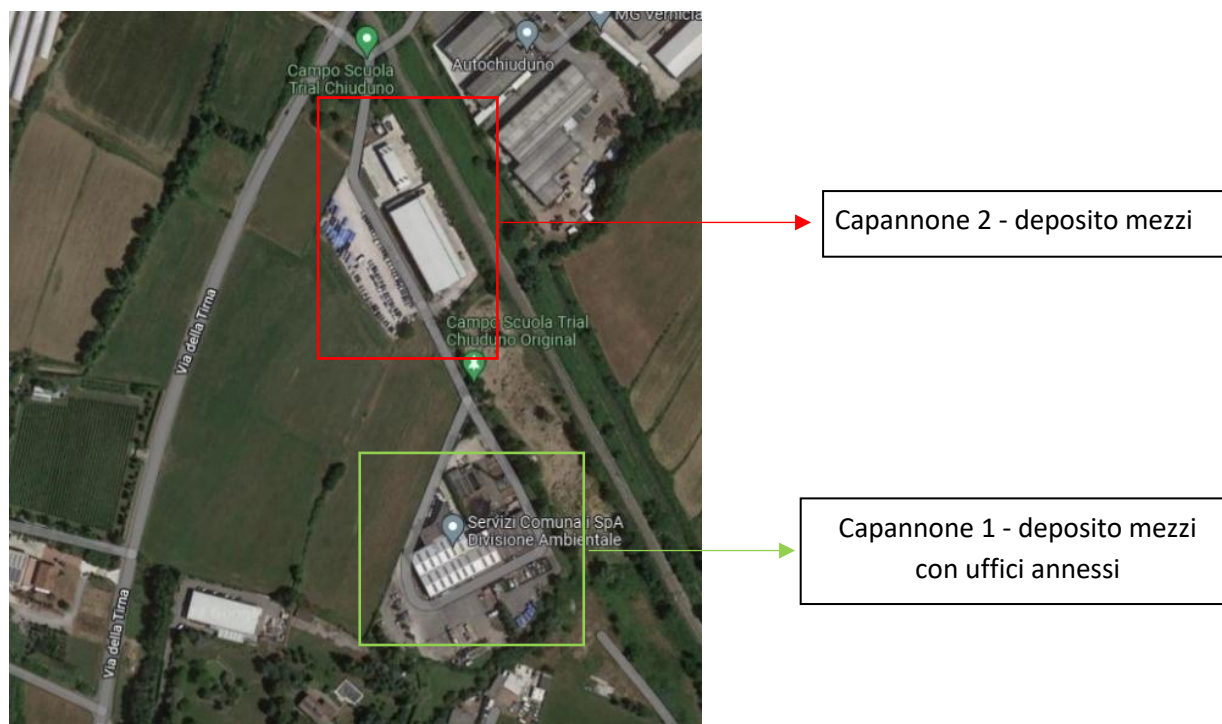 MG Vernicia
Autochiuduno
Campo Scuola
Trial Chiuduno
Capannone 2 - deposito mezzi
Via della Tirna
Campo Scuola Trial
Chiuduno Original
Servizi Comunali SpA
Divisione Ambientale
Capannone 1 - deposito mezzi
con uffici annessi
Via della Tirna